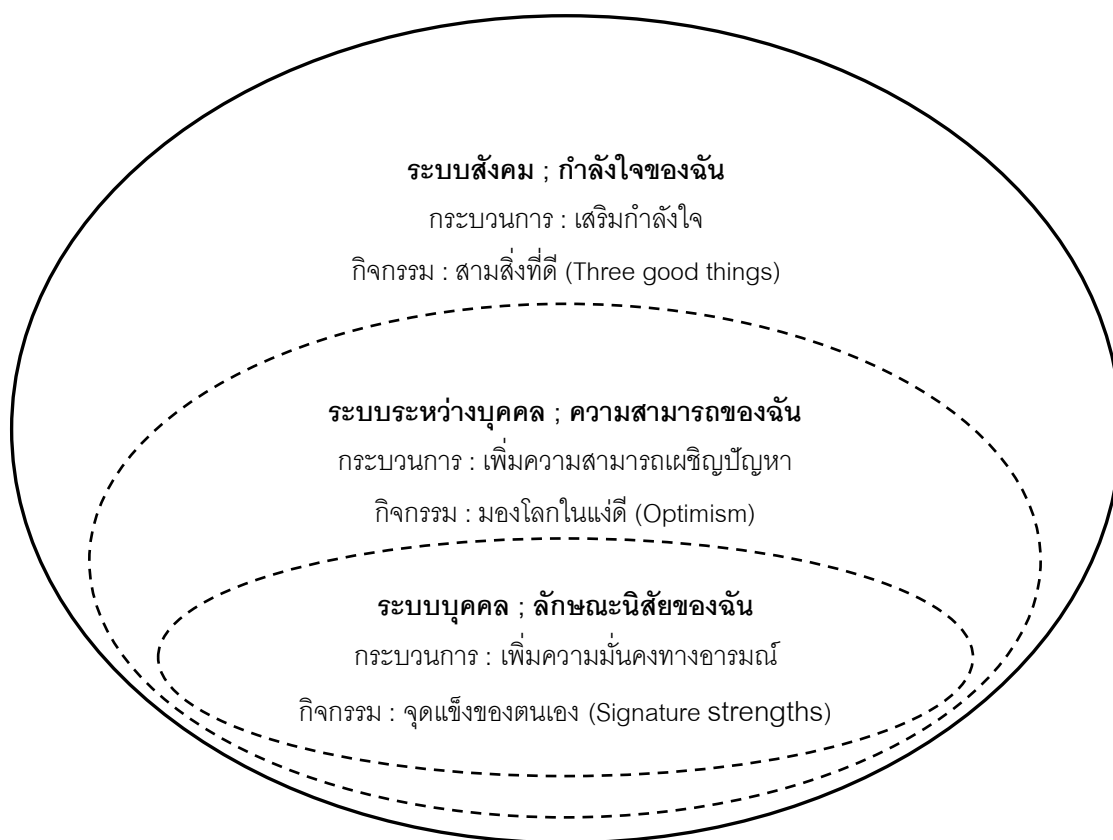 ระบบสังคม ; กำลังใจของฉัน
กระบวนการ : เสริมกำลังใจ
กิจกรรม : สามสิ่งที่ดี (Three good things)
ระบบระหว่างบุคคล ; ความสามารถของฉัน
กระบวนการ : เพิ่มความสามารถเผชิญปัญหา
กิจกรรม : มองโลกในแง่ดี (Optimism)
ระบบบุคคล ; ลักษณะนิสัยของฉัน
กระบวนการ : เพิ่มความมั่นคงทางอารมณ์
กิจกรรม : จุดแข็งของตนเอง (Signature strengths)